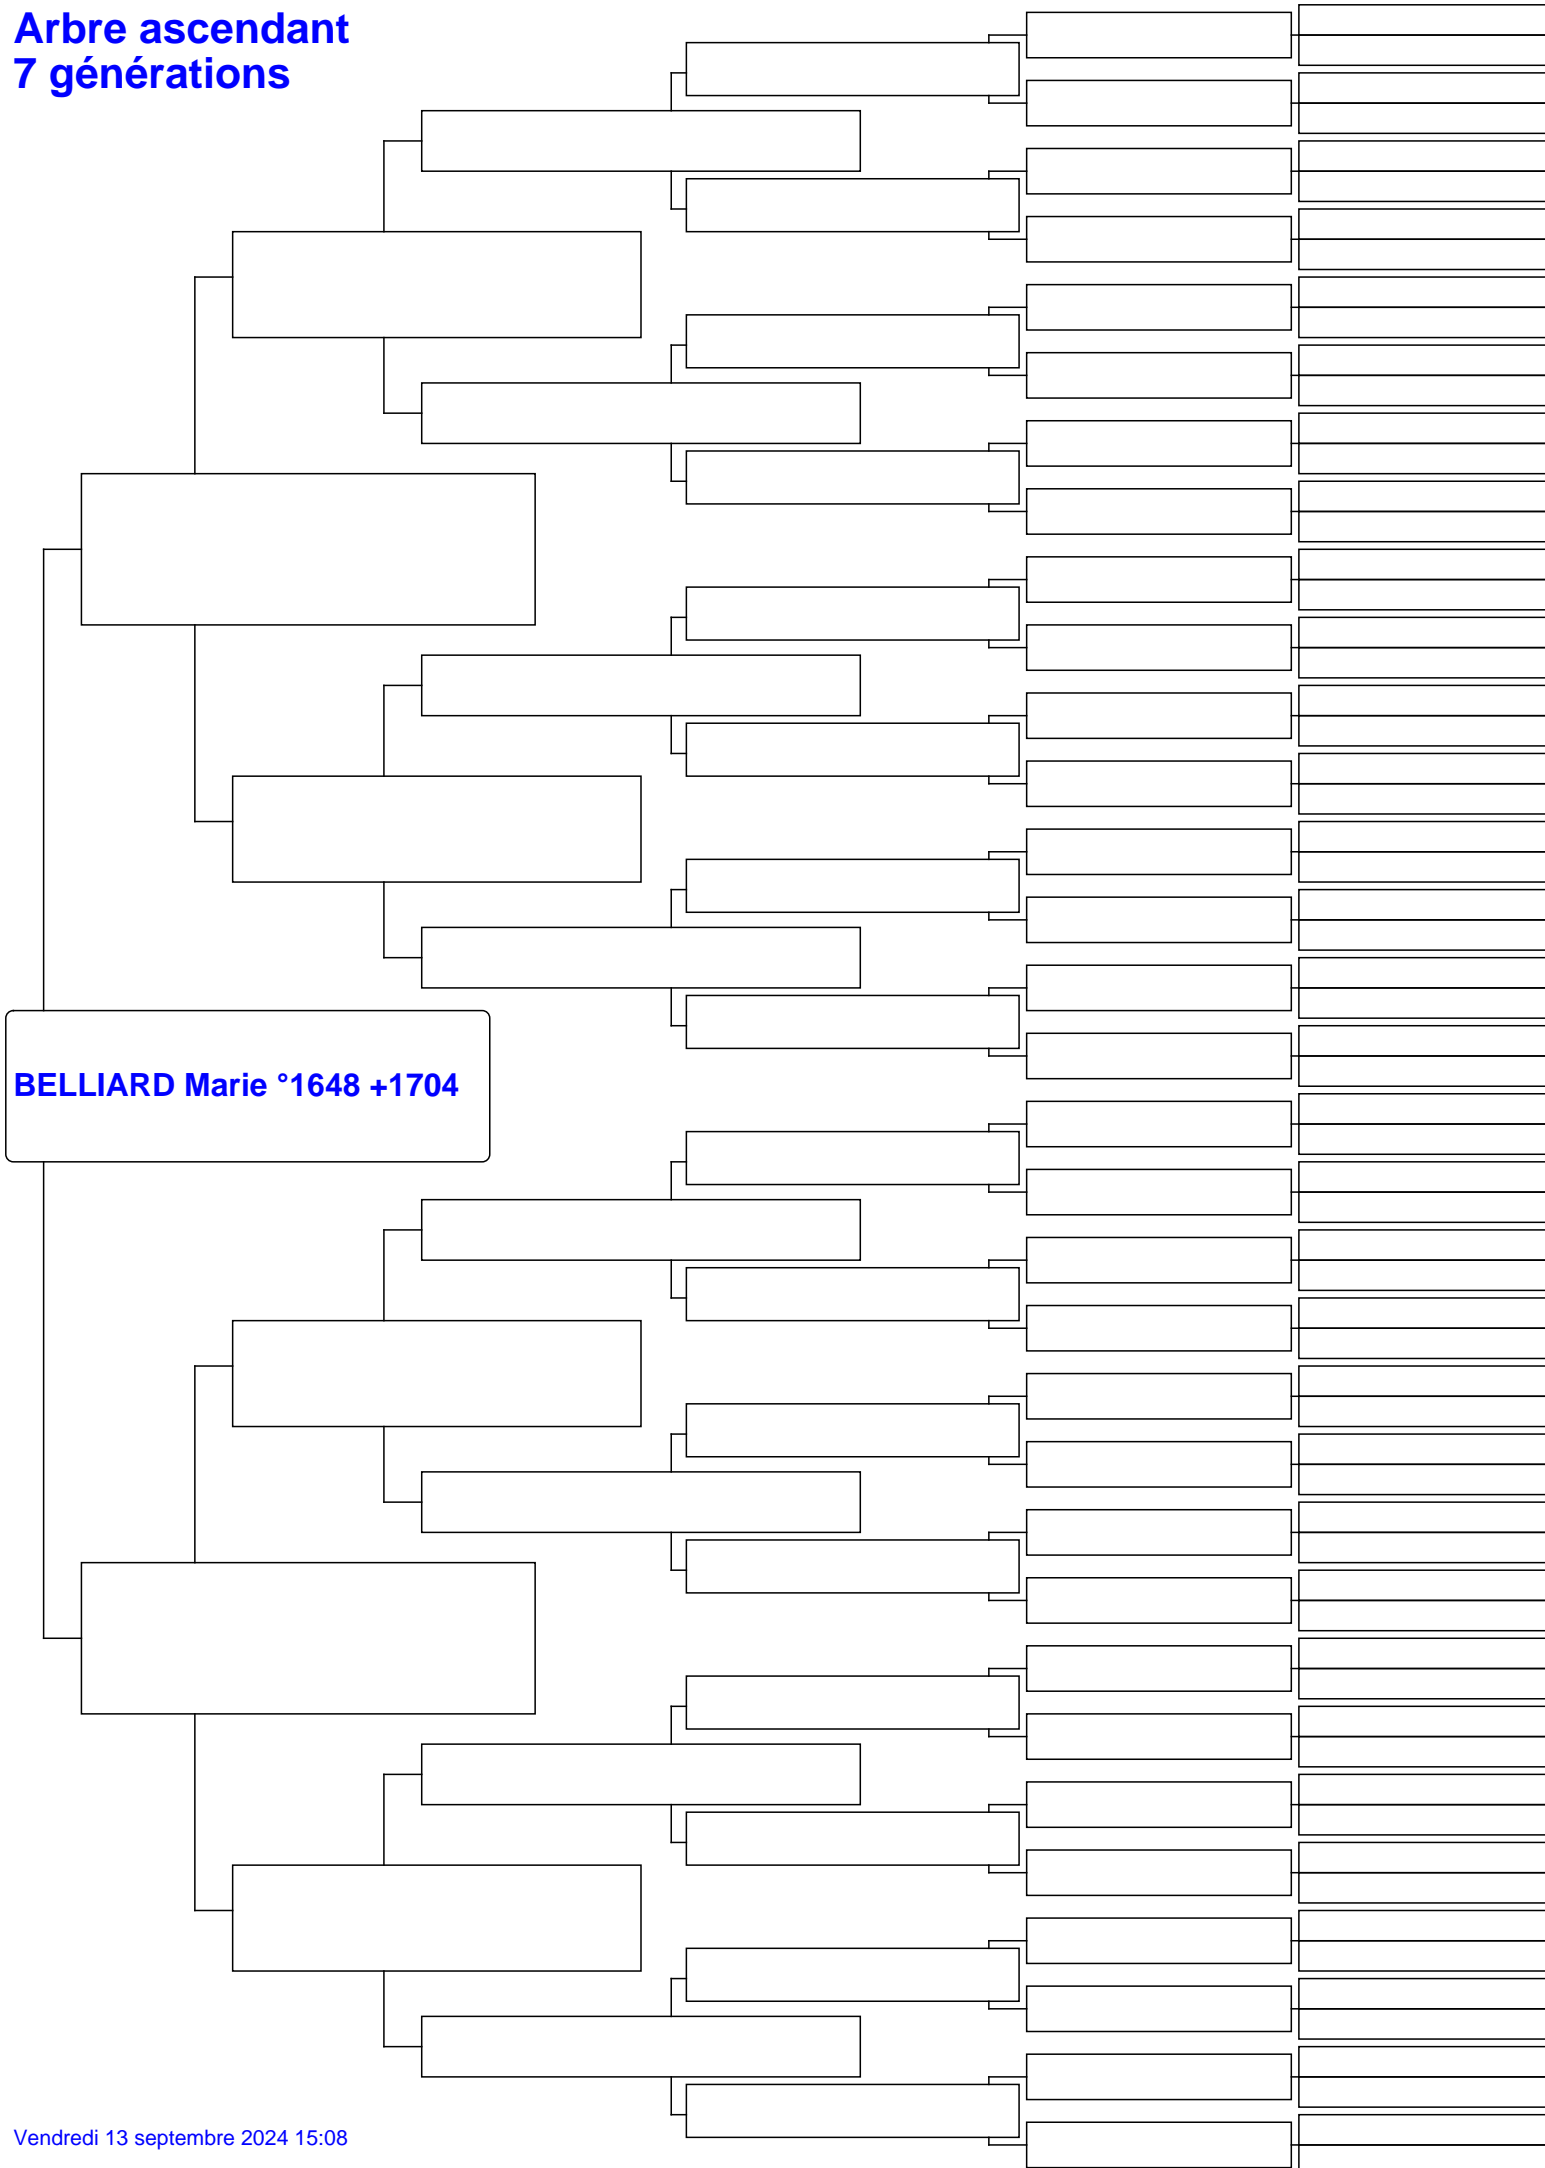 Arbre ascendant
7 générations
BELLIARD Marie °1648 +1704
Vendredi 13 septembre 2024 15:08